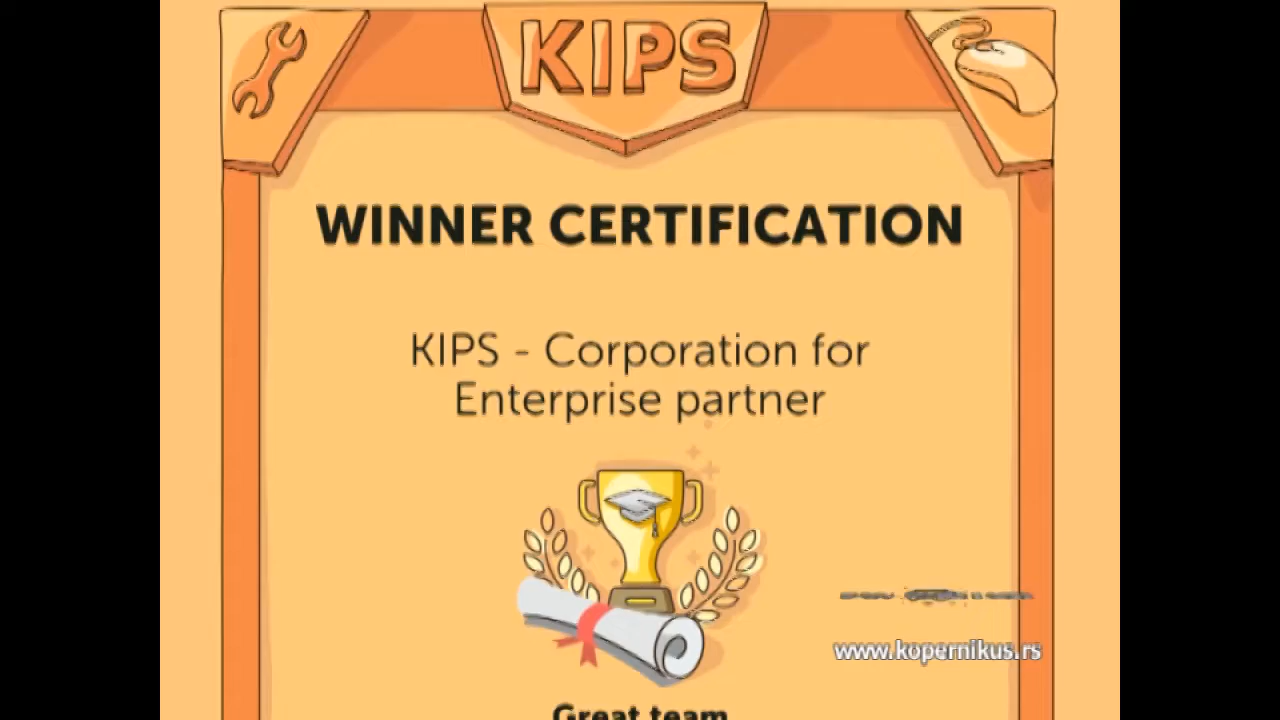 KIPS
WINNER CERTIFICATION
KIPS - Corporation for
Enterprise partner
www.kopernikus.rs
Great team